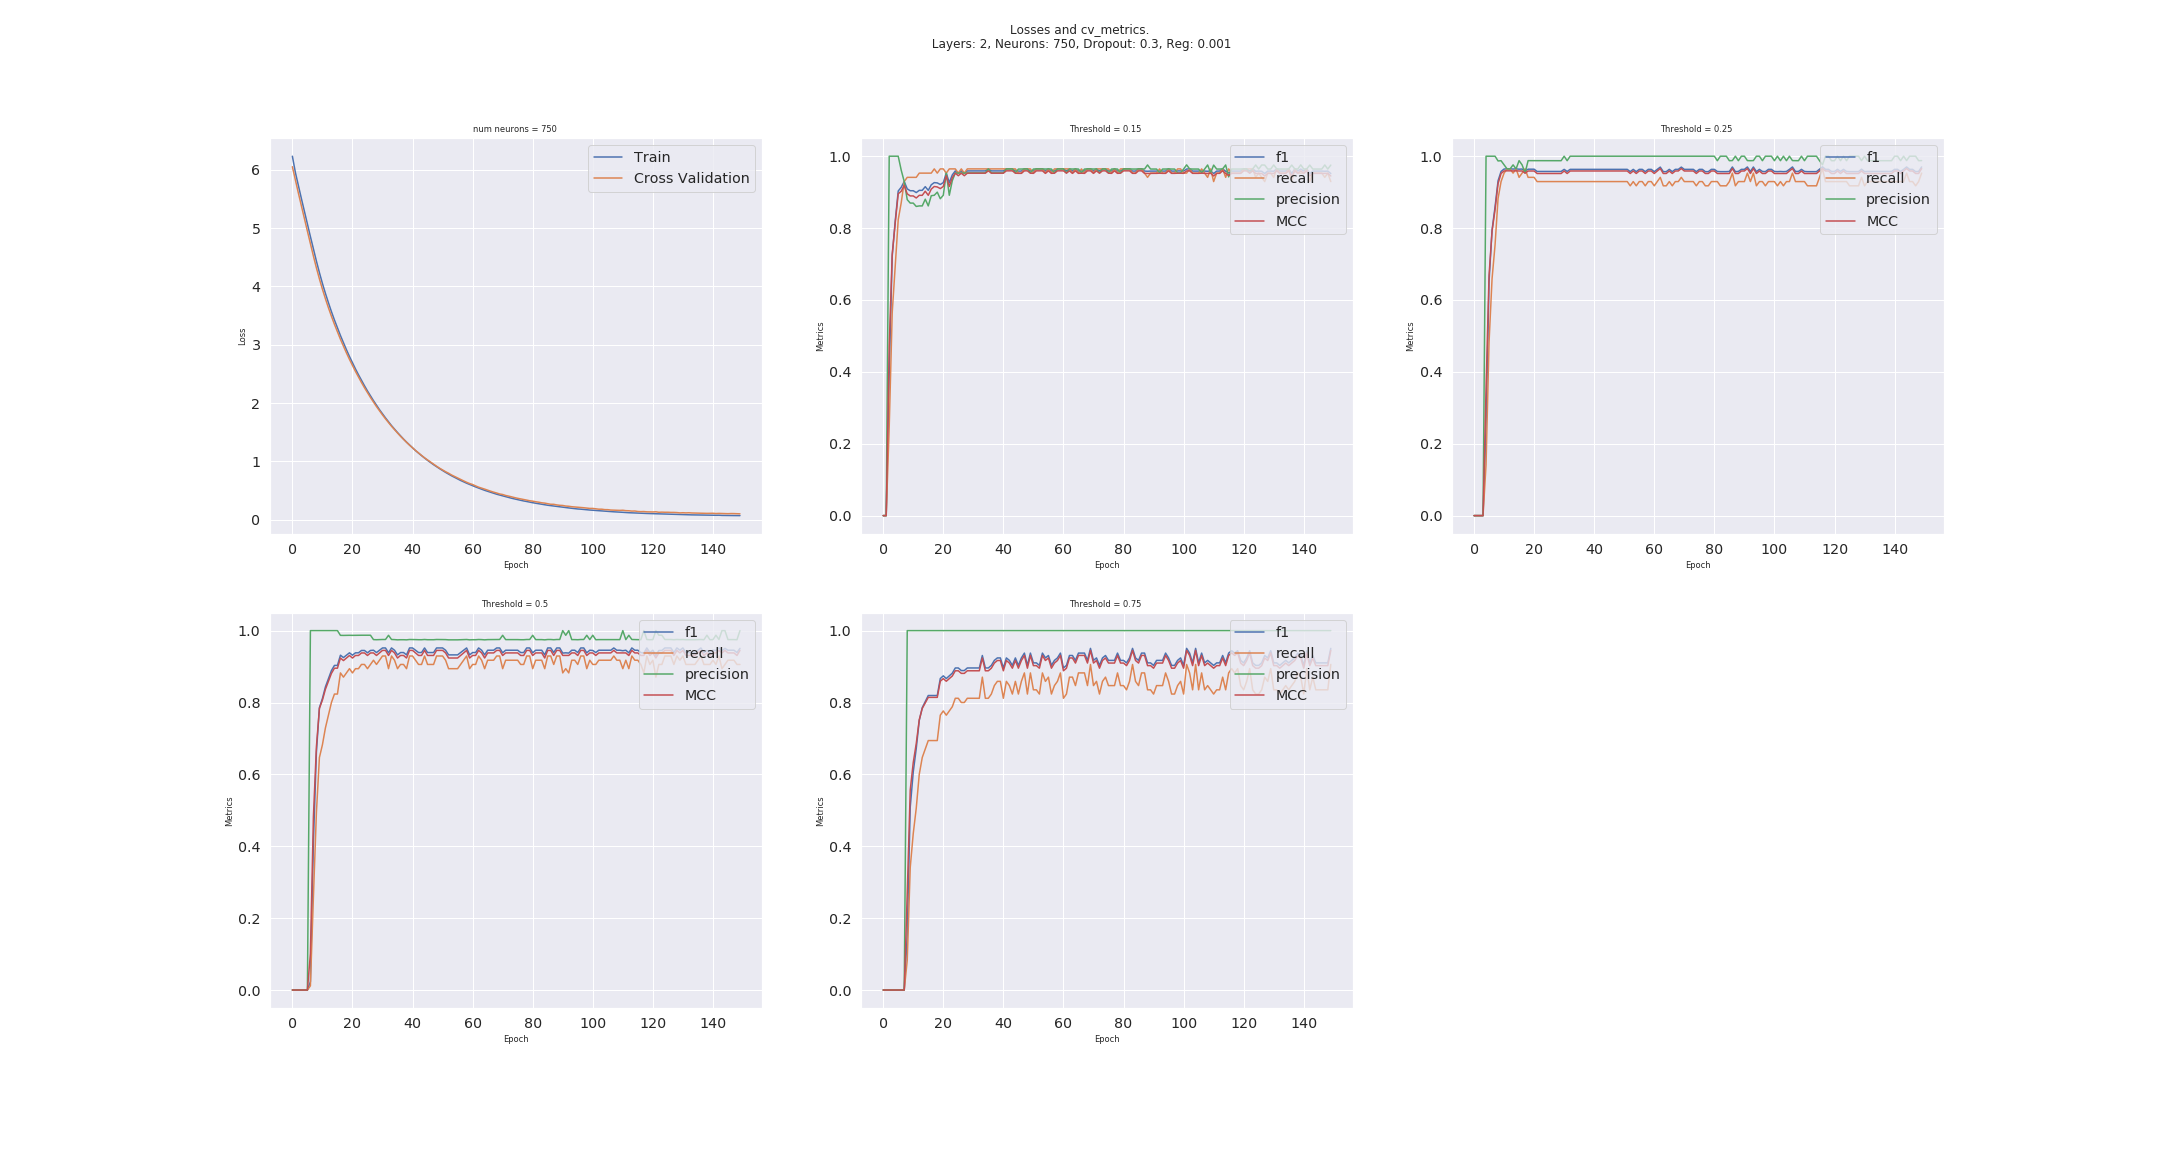 Losses and cv_metrics.
Layers: 2, Neurons: 750, Dropout: 0.3, Reg: 0.001
num neurons = 750
Train
Cross Validation
6
5
4
3
2
1
0
Loss
0 20 40 60 80 100 120 140
Epoch
Threshold = 0.15
f1
recall
precision
MCC
1.0
0.8
0.6
0.4
0.2
0.0
Metrics
0 20 40 60 80 100 120 140
Epoch
Threshold = 0.25
f1
recall
precision
MCC
1.0
0.8
0.6
0.4
0.2
0.0
Metrics
0 20 40 60 80 100 120 140
Epoch
Threshold = 0.5
f1
recall
precision
MCC
1.0
0.8
0.6
0.4
0.2
0.0
Metrics
0 20 40 60 80 100 120 140
Epoch
Threshold = 0.75
f1
recall
precision
MCC
1.0
0.8
0.6
0.4
0.2
0.0
Metrics
0 20 40 60 80 100 120 140
Epoch